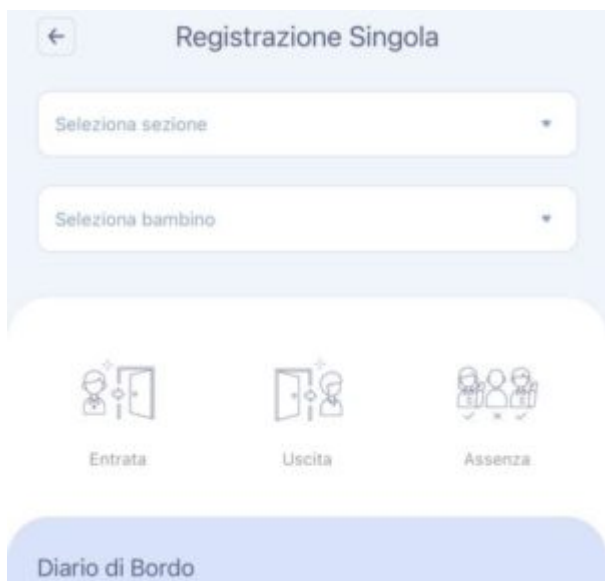 Registrazione Singola
Seleziona sezione
Seleziona bambino
Entrata
Uscita
Assenza
Diario di Bordo